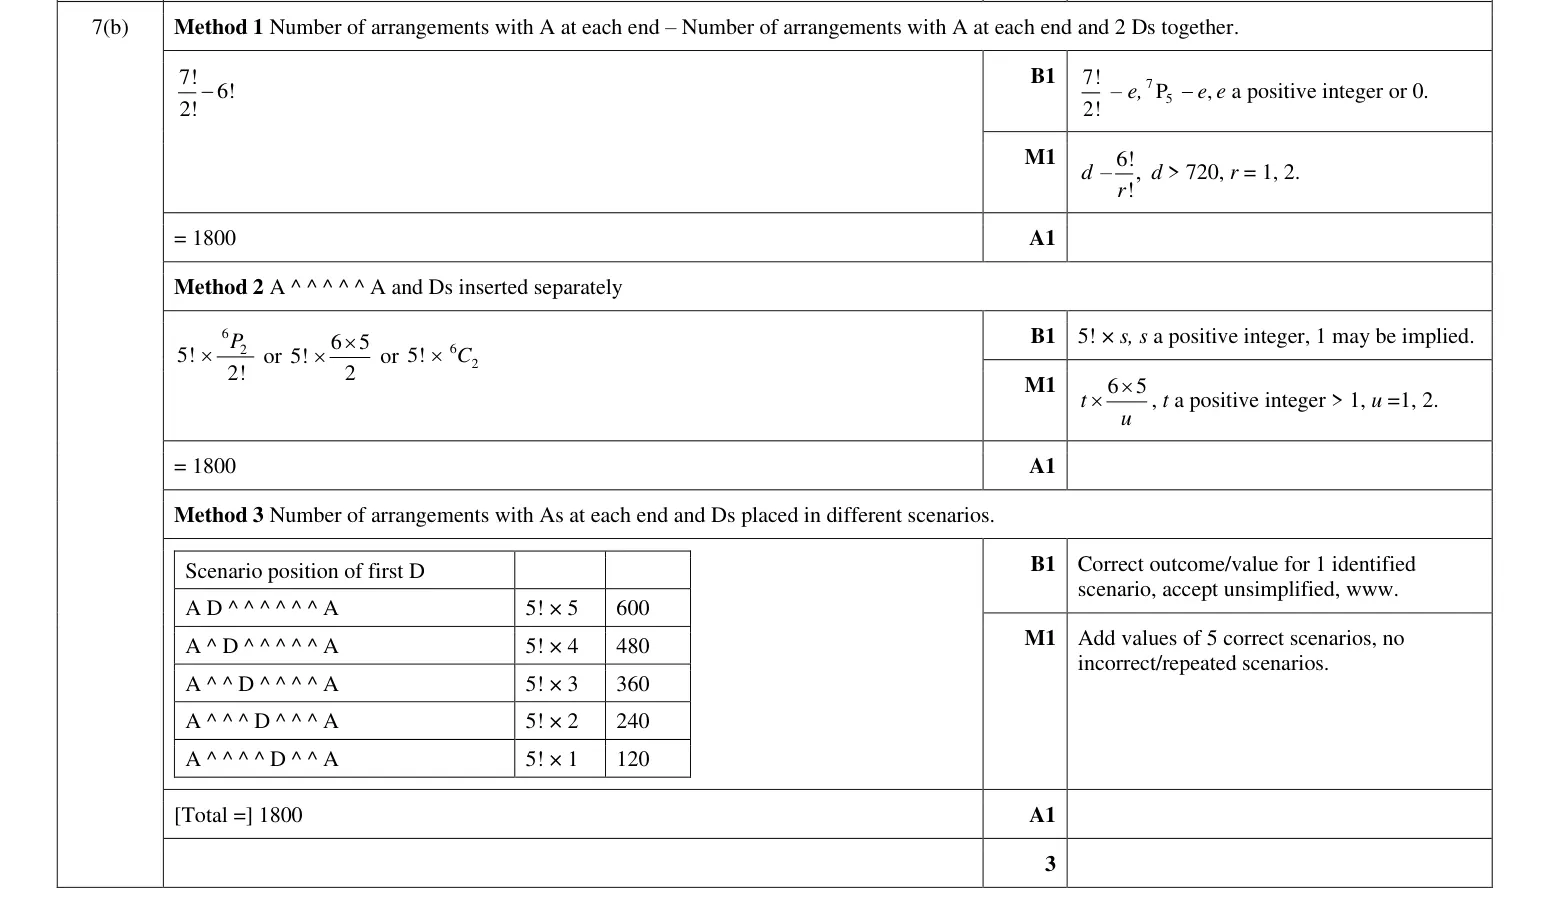 7(b)
Method 1 Number of arrangements with A at each end – Number of arrangements with A at each end and 2 Ds together.
7!/2! – 6!
B1
7!/2! – e, ⁷P₅ – e, e a positive integer or 0.
M1
d – 6!/r!, d > 720, r = 1, 2.
= 1800
A1
Method 2 A ^ ^ ^ ^ ^ A and Ds inserted separately
5! × ⁶P₂/2! or 5! × 6×5/2 or 5! × ⁶C₂
B1
5! × s, s a positive integer, 1 may be implied.
M1
t × 6×5/u, t a positive integer > 1, u =1, 2.
= 1800
A1
Method 3 Number of arrangements with As at each end and Ds placed in different scenarios.
Scenario position of first D
A D ^ ^ ^ ^ ^ ^ A 5! × 5 600
A ^ D ^ ^ ^ ^ ^ A 5! × 4 480
A ^ ^ D ^ ^ ^ ^ A 5! × 3 360
A ^ ^ ^ D ^ ^ ^ A 5! × 2 240
A ^ ^ ^ ^ D ^ ^ A 5! × 1 120
B1
Correct outcome/value for 1 identified
scenario, accept unsimplified, www.
M1
Add values of 5 correct scenarios, no
incorrect/repeated scenarios.
[Total =] 1800
A1
3